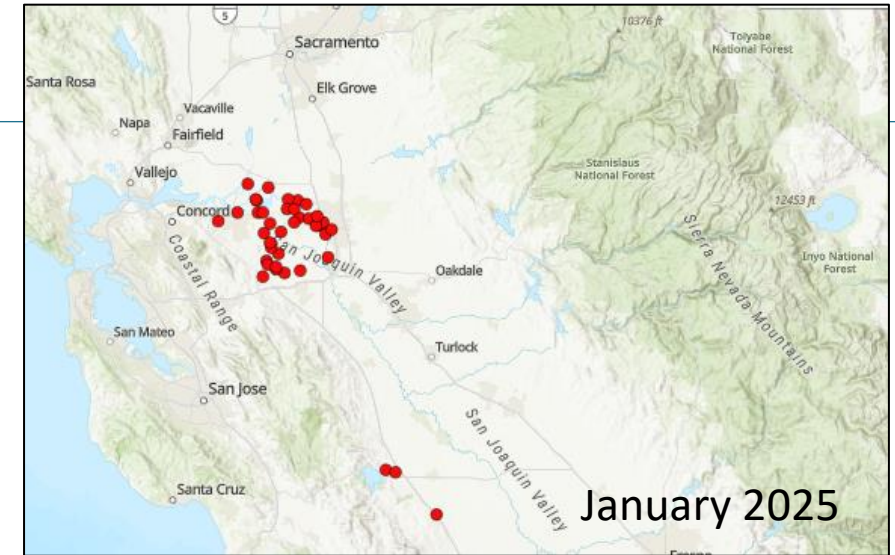 5
10376 ft
Sacramento
Toiyabe
National Forest
Santa Rosa
Elk Grove
Vacaville
Napa
Fairfield
Stanislaus
National Forest
Vallejo
12453 ft
Concord
Coastal Range
San Joaquin Valley
Sierra Nevada Mountains
Inyo National
Forest
Oakdale
San Mateo
Turlock
San Jose
San Joaquin Valley
Santa Cruz
January 2025